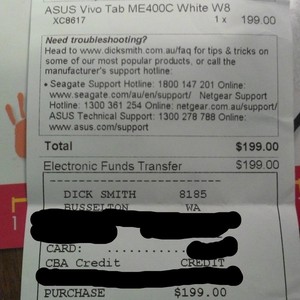 ASUS Vivo Tab ME400C White W8
XC8817 1 x 199.00
Need troubleshooting?
Head to www.dicksmith.com.au/faq for tips & tricks on
some of our most popular products, or call the
manufacturer's support hotline:
• Seagate Support Hotline: 1800 147 201 Online:
www.seagate.com/au/en/support/ Netgear Support
Hotline: 1300 361 254 Online: netgear.com.au/support/
ASUS Technical Support: 1300 278 788 Online:
www.asus.com/support
Total $199.00
Electronic Funds Transfer $199.00
DICK SMITH 8185
BUSSELTON WA
CARD: ..........
CBA Credit CREDIT
PURCHASE $199.00